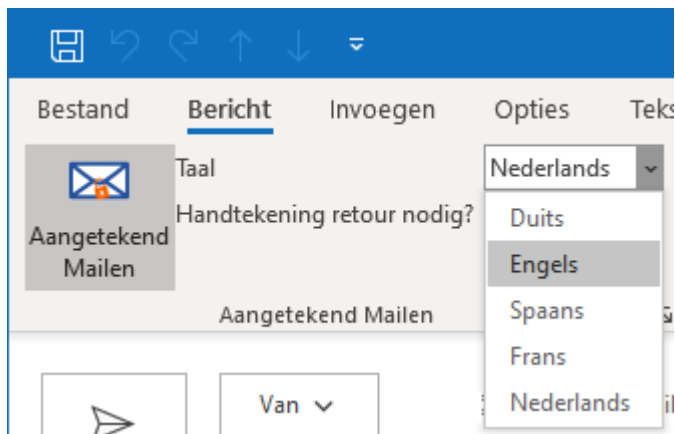 Bestand Bericht Invoegen Opties
Taal Nederlands
Handtekening retour nodig? Duits
Aangetekend
Mailen
Engels
Aangetekend Mailen Spaans
Frans
Van Nederlands